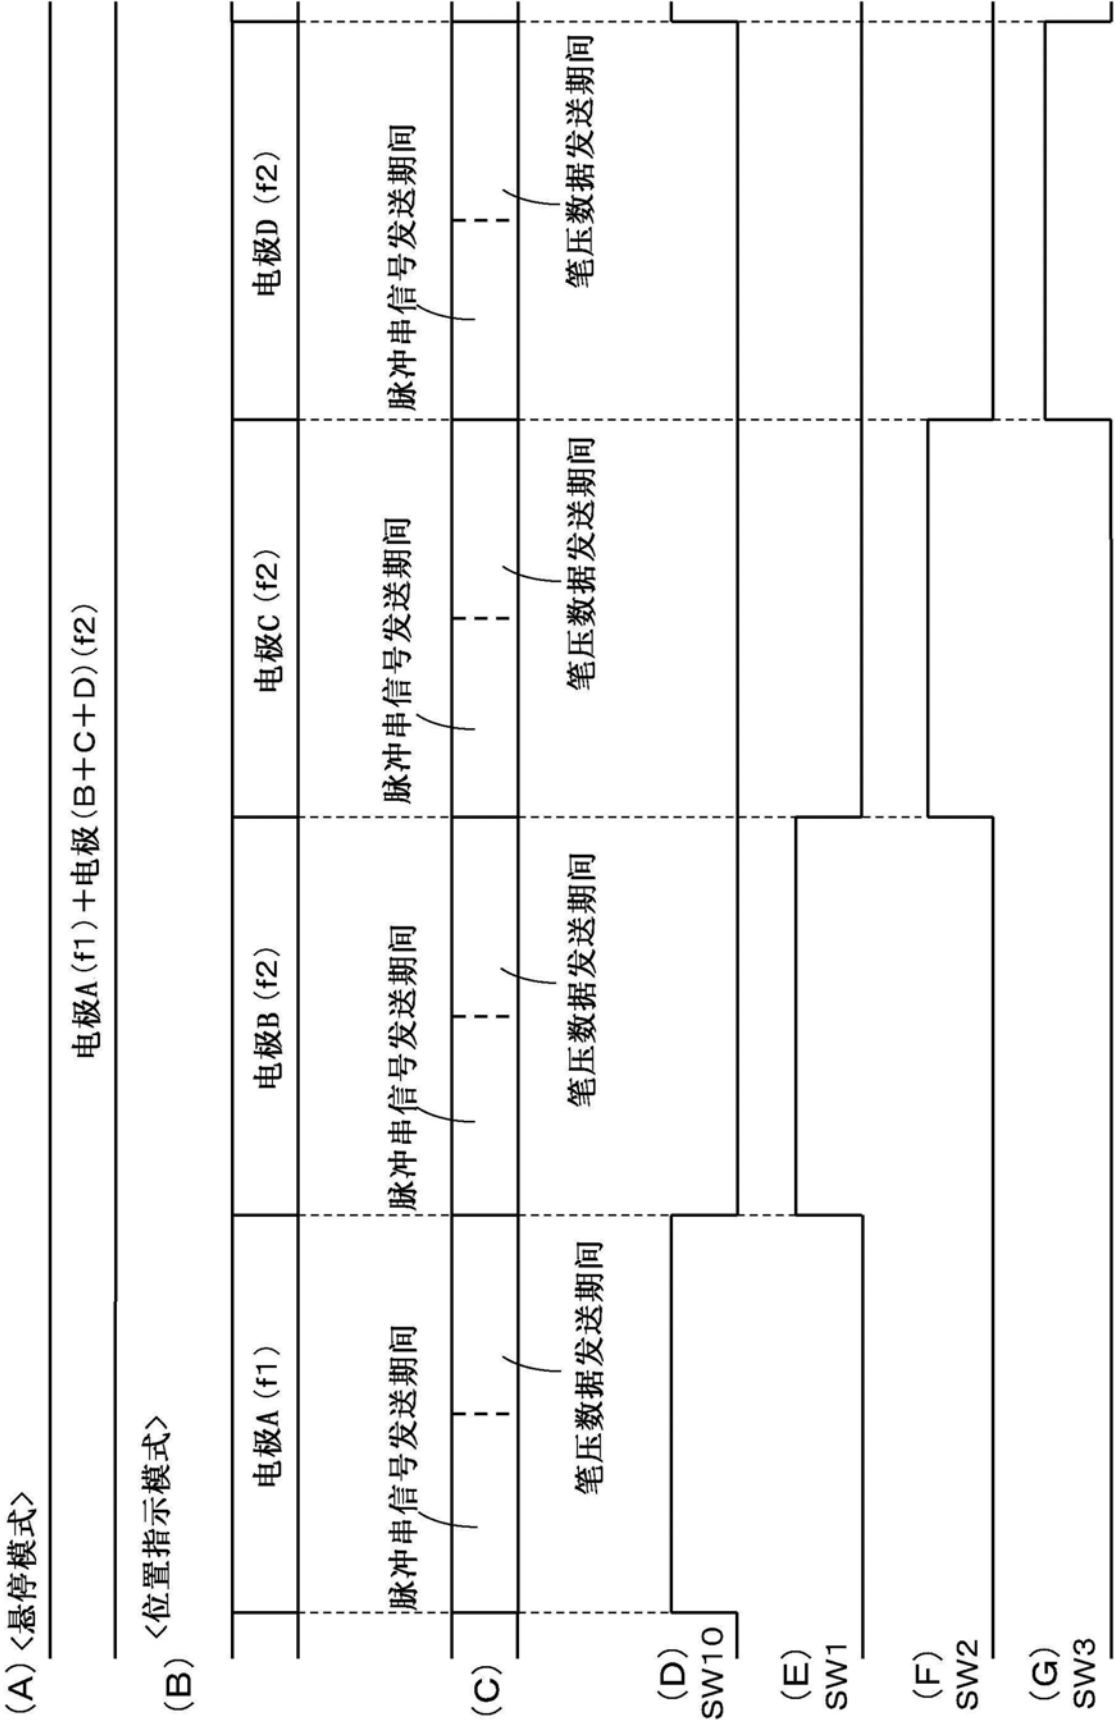 (A) <悬停模式>
电极A(f1)+电极(B+C+D)(f2)
<位置指示模式>
(B)
电极A(f1)
电极B(f2)
电极C(f2)
电极D(f2)
脉冲串信号发送期间
脉冲串信号发送期间
脉冲串信号发送期间
脉冲串信号发送期间
(C)
笔压数据发送期间
笔压数据发送期间
笔压数据发送期间
笔压数据发送期间
(D)
SW10
(E)
SW1
(F)
SW2
(G)
SW3